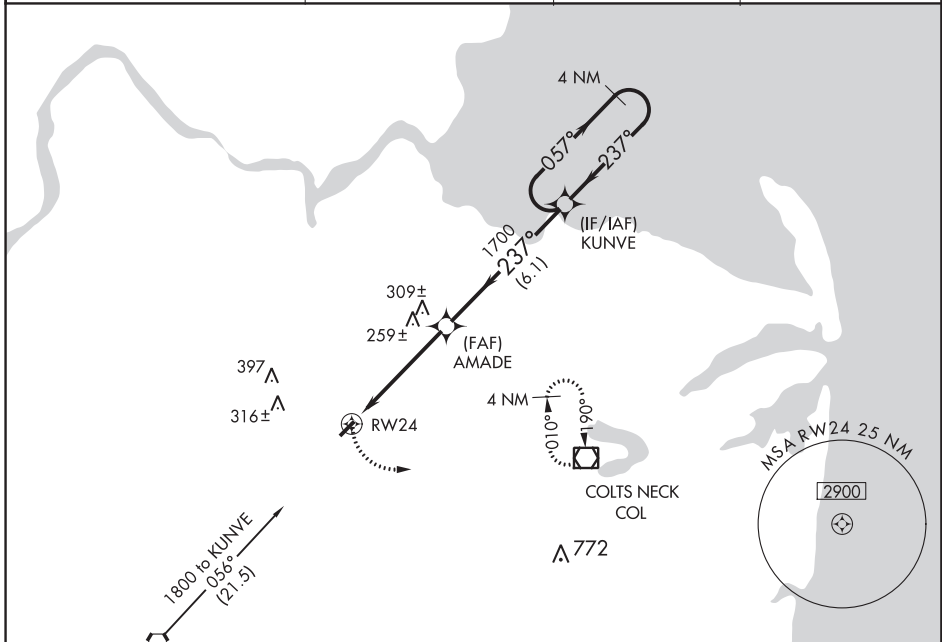 4 NM
057°
237°
(IF/IAF)
KUNVE
1700
237°
(6.1)
309±
259±
(FAF)
AMADE
397
316±
RW24
4 NM
010°
190°
COLTS NECK
COL
772
MSA RW24 25 NM
2900
1800 to KUNVE
056°
(21.5)